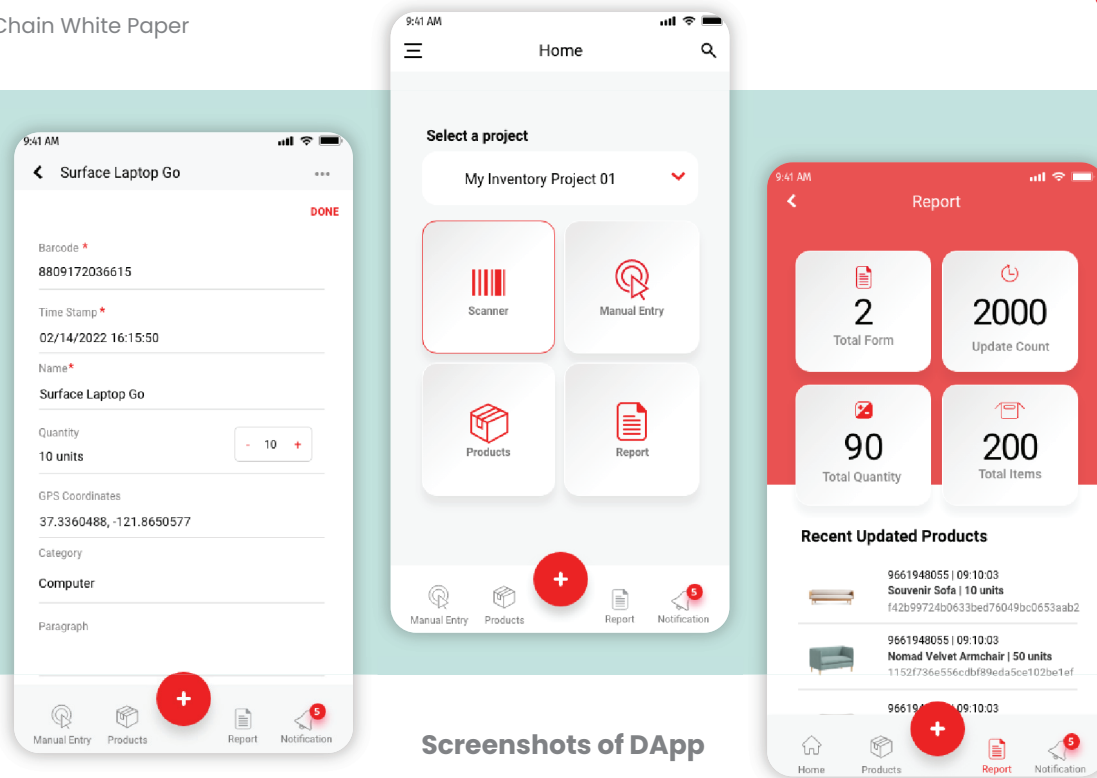 Chain White Paper
9:41 AM
Surface Laptop Go
DONE
Barcode *
8809172036615
Time Stamp *
02/14/2022 16:15:50
Name*
Surface Laptop Go
Quantity
10 units
- 10 +
GPS Coordinates
37.3360488, -121.8650577
Category
Computer
Paragraph
+
5
Manual Entry Products Report Notification
9:41 AM
Home
Select a project
My Inventory Project 01
Scanner Manual Entry
Products Report
+
5
Manual Entry Products Report Notification
9:41 AM
Report
2 2000
Total Form Update Count
90 200
Total Quantity Total Items
Recent Updated Products
9661948055 | 09:10:03
Souvenir Sofa | 10 units
f42b99724b0633bed76049bc0653aab2
9661948055 | 09:10:03
Nomad Velvet Armchair | 50 units
1152f736e556cdbf89eda5ce102be1ef
09:10:03
+
5
Home Products Report Notification
Screenshots of DApp